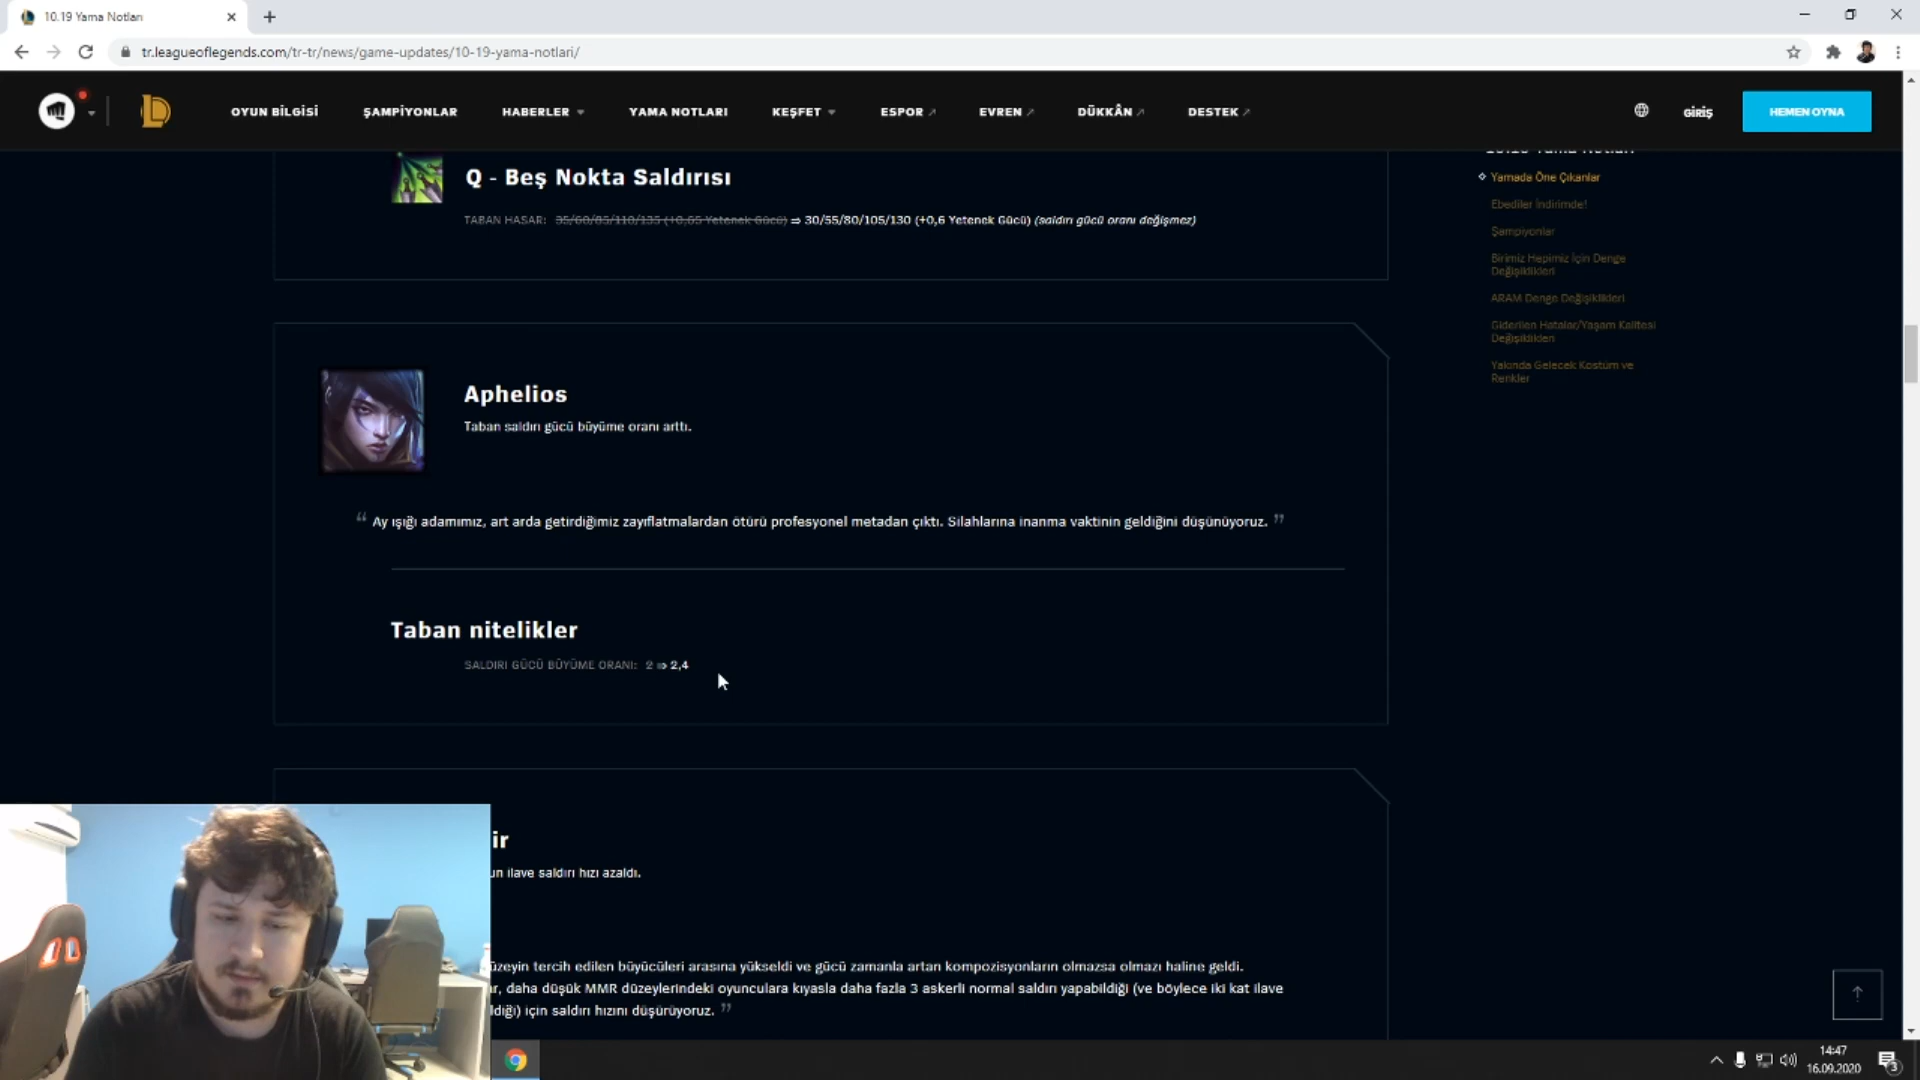 10.19 Yama Notları
tr.leagueoflegends.com/tr-tr/news/game-updates/10-19-yama-notlari/
OYUN BİLGİSİ
ŞAMPİYONLAR
HABERLER
YAMA NOTLARI
KEŞFET
ESPOR
EVREN
DÜKKÂN
DESTEK
GİRİŞ
HEMEN OYNA
Q - Beş Nokta Saldırısı
TABAN HASAR: 35/60/85/110/135 (+0,65 Yetenek Gücü) ⇒ 30/55/80/105/130 (+0,6 Yetenek Gücü) (saldırı gücü oranı değişmez)
10.19 Yama Notları
Yamada Öne Çıkanlar
Ebediler İndirimde!
Şampiyonlar
Birimiz Hepimiz İçin Denge
Değişiklikleri
ARAM Denge Değişiklikleri
Giderilen Hatalar/Yaşam Kalitesi
Değişiklikleri
Yakında Gelecek Kostüm ve
Renkler
Aphelios
Taban saldırı gücü büyüme oranı arttı.
“ Ay ışığı adamımız, art arda getirdiğimiz zayıflatmalardan ötürü profesyonel metadan çıktı. Silahlarına inanma vaktinin geldiğini düşünüyoruz. ”
Taban nitelikler
SALDIRI GÜCÜ BÜYÜME ORANI: 2 ⇒ 2,4
ir
un ilave saldırı hızı azaldı.
üzeyin tercih edilen büyücüleri arasına yükseldi ve gücü zamanla artan kompozisyonların olmazsa olmazı haline geldi.
ar, daha düşük MMR düzeylerindeki oyunculara kıyasla daha fazla 3 askerli normal saldırı yapabildiği (ve böylece iki kat ilave
ldiği) için saldırı hızını düşürüyoruz. ”
14:47
16.09.2020
3